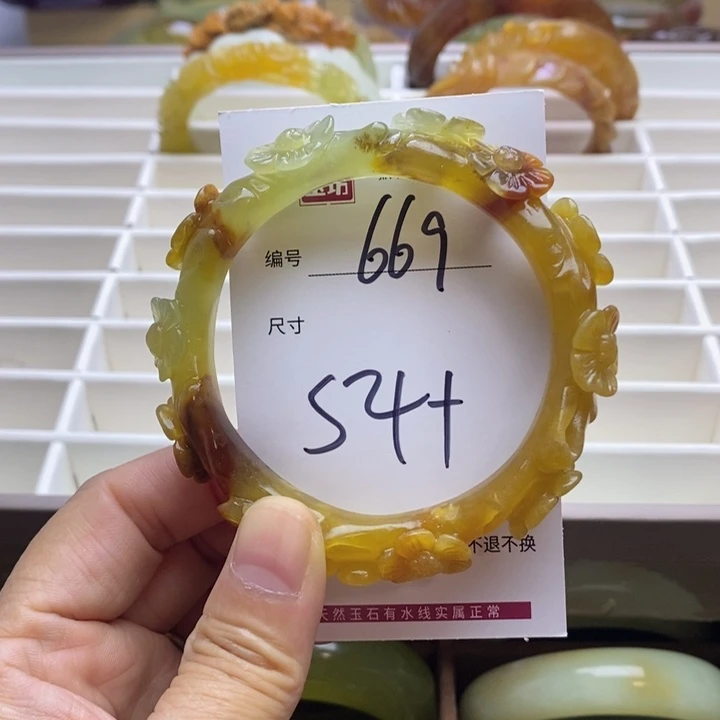 编号 669
尺寸
54+
不退不换
天然玉石有水线实属正常